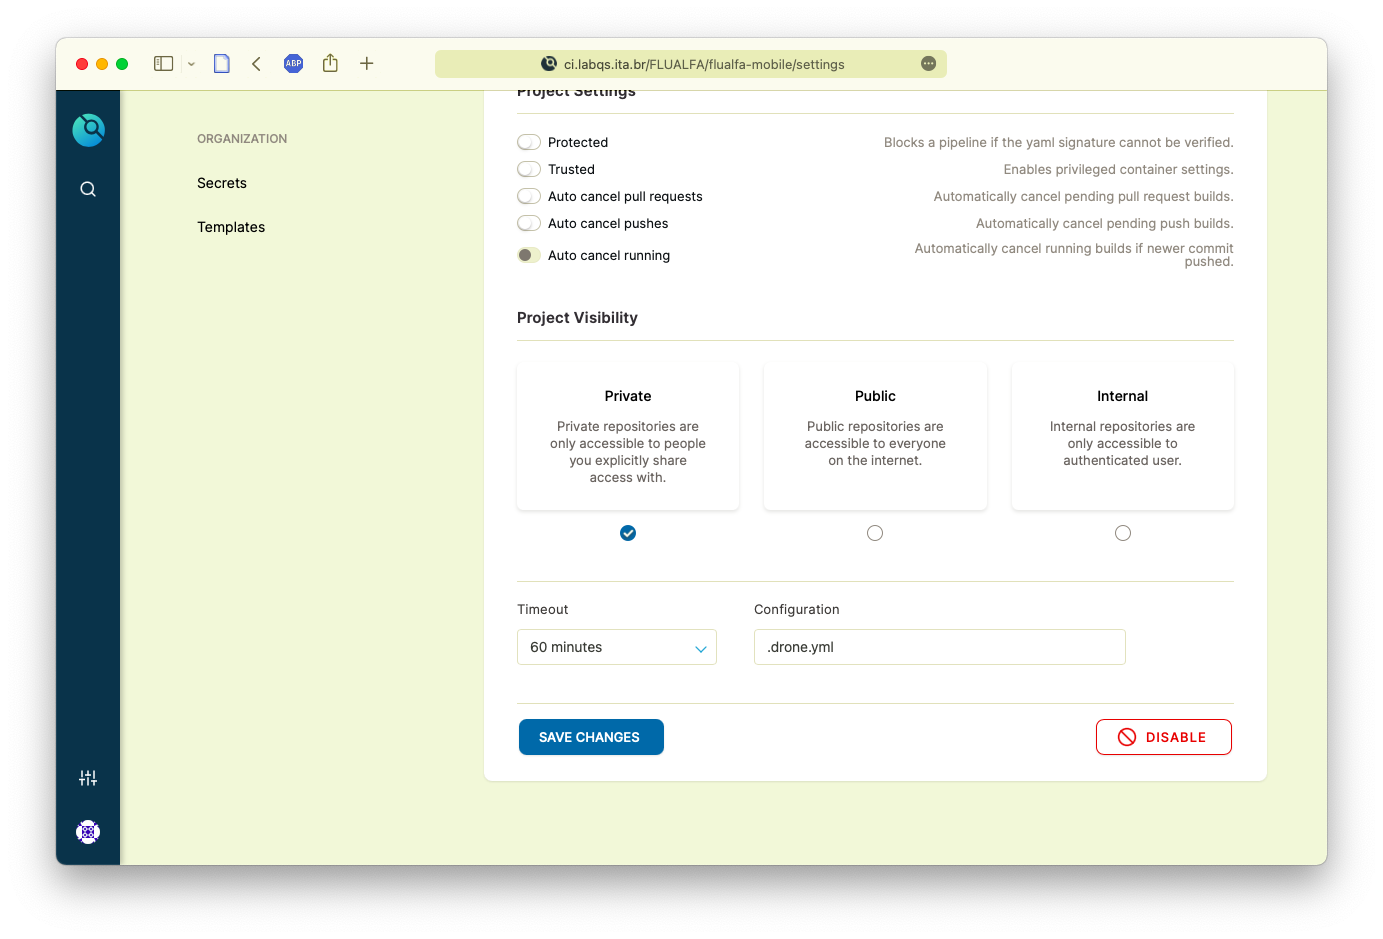 ABP
ci.labqs.ita.br/FLUALFA/flualfa-mobile/settings
Project Settings
ORGANIZATION
Secrets
Templates
Protected
Blocks a pipeline if the yaml signature cannot be verified.
Trusted
Enables privileged container settings.
Auto cancel pull requests
Automatically cancel pending pull request builds.
Auto cancel pushes
Automatically cancel pending push builds.
Auto cancel running
Automatically cancel running builds if newer commit
pushed.
Project Visibility
Private
Private repositories are
only accessible to people
you explicitly share
access with.
Public
Public repositories are
accessible to everyone
on the internet.
Internal
Internal repositories are
only accessible to
authenticated user.
Timeout
Configuration
60 minutes
.drone.yml
SAVE CHANGES
DISABLE